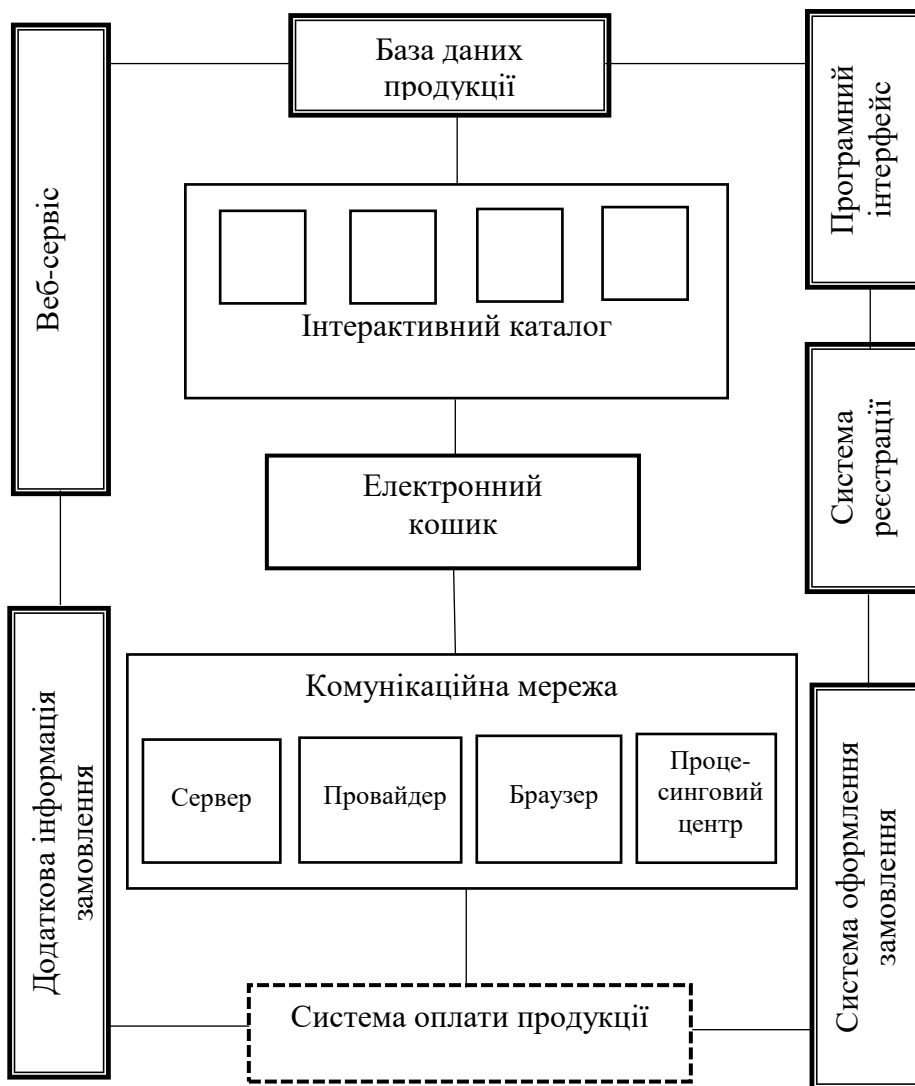 База даних
продукції
Веб-сервіс
Програмний
інтерфейс
Інтерактивний каталог
Система
реєстрації
Електронний
кошик
Комунікаційна мережа
Сервер
Провайдер
Браузер
Проце-
синговий
центр
Додаткова інформація
замовлення
Система оформлення
замовлення
Система оплати продукції